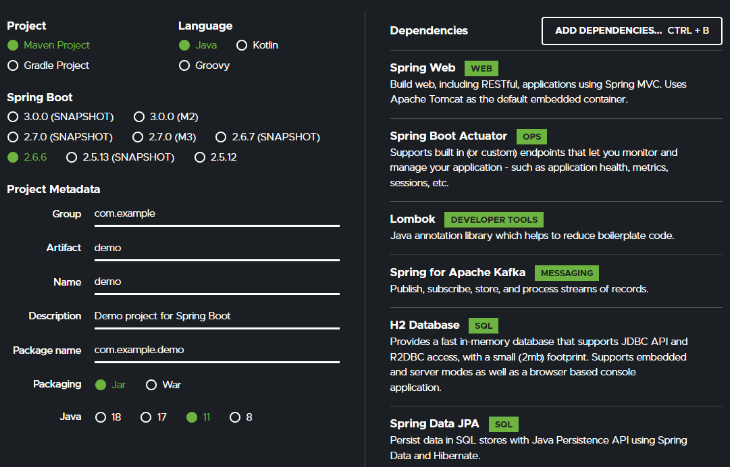 Project
Maven Project
Gradle Project
Language
Java Kotlin
Groovy
Spring Boot
3.0.0 (SNAPSHOT) 3.0.0 (M2)
2.7.0 (SNAPSHOT) 2.7.0 (M3) 2.6.7 (SNAPSHOT)
2.6.6 2.5.13 (SNAPSHOT) 2.5.12
Project Metadata
Group com.example
Artifact demo
Name demo
Description Demo project for Spring Boot
Package name com.example.demo
Packaging Jar War
Java 18 17 11 8
Dependencies ADD DEPENDENCIES... CTRL + B
Spring Web WEB
Build web, including RESTful, applications using Spring MVC. Uses
Apache Tomcat as the default embedded container.
Spring Boot Actuator OPS
Supports built in (or custom) endpoints that let you monitor and
manage your application - such as application health, metrics,
sessions, etc.
Lombok DEVELOPER TOOLS
Java annotation library which helps to reduce boilerplate code.
Spring for Apache Kafka MESSAGING
Publish, subscribe, store, and process streams of records.
H2 Database SQL
Provides a fast in-memory database that supports JDBC API and
R2DBC access, with a small (2mb) footprint. Supports embedded
and server modes as well as a browser based console
application.
Spring Data JPA SQL
Persist data in SQL stores with Java Persistence API using Spring
Data and Hibernate.